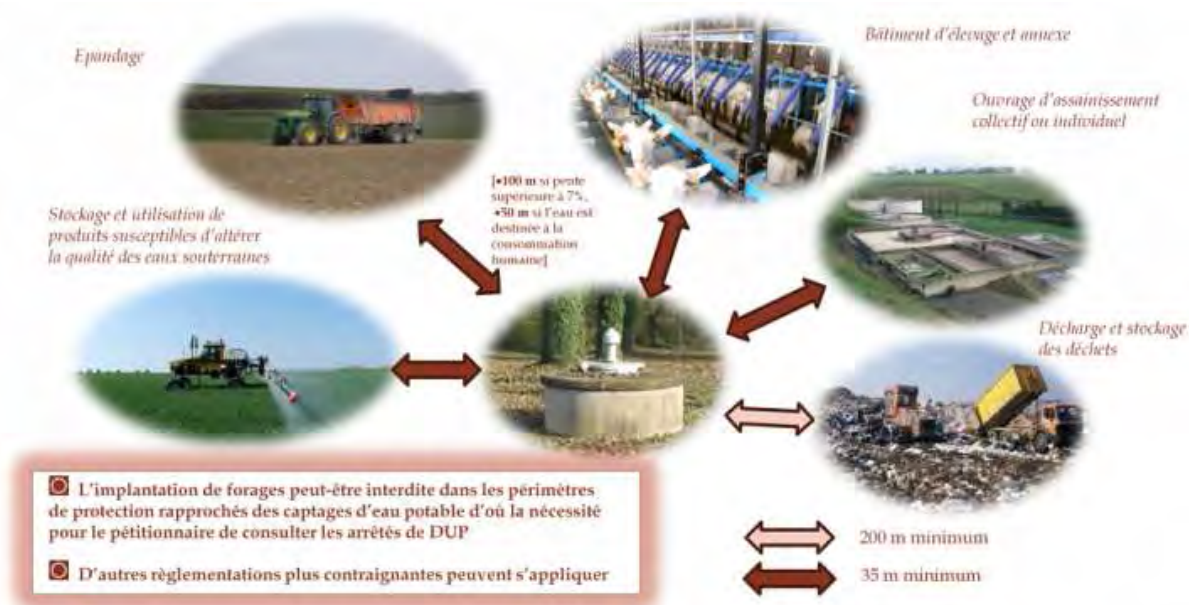 Epandage
Bâtiment d'élevage et annexe
Ouvrage d'assainissement
collectif ou individuel
[•100 m si pente
supérieure à 7%,
•50 m si l'eau est
destinée à la
consommation
humaine]
Stockage et utilisation de
produits susceptibles d'altérer
la qualité des eaux souterraines
Décharge et stockage
des déchets
L'implantation de forages peut-être interdite dans les périmètres
de protection rapprochés des captages d'eau potable d'où la nécessité
pour le pétitionnaire de consulter les arrêtés de DUP
D'autres règlementations plus contraignantes peuvent s'appliquer
200 m minimum
35 m minimum